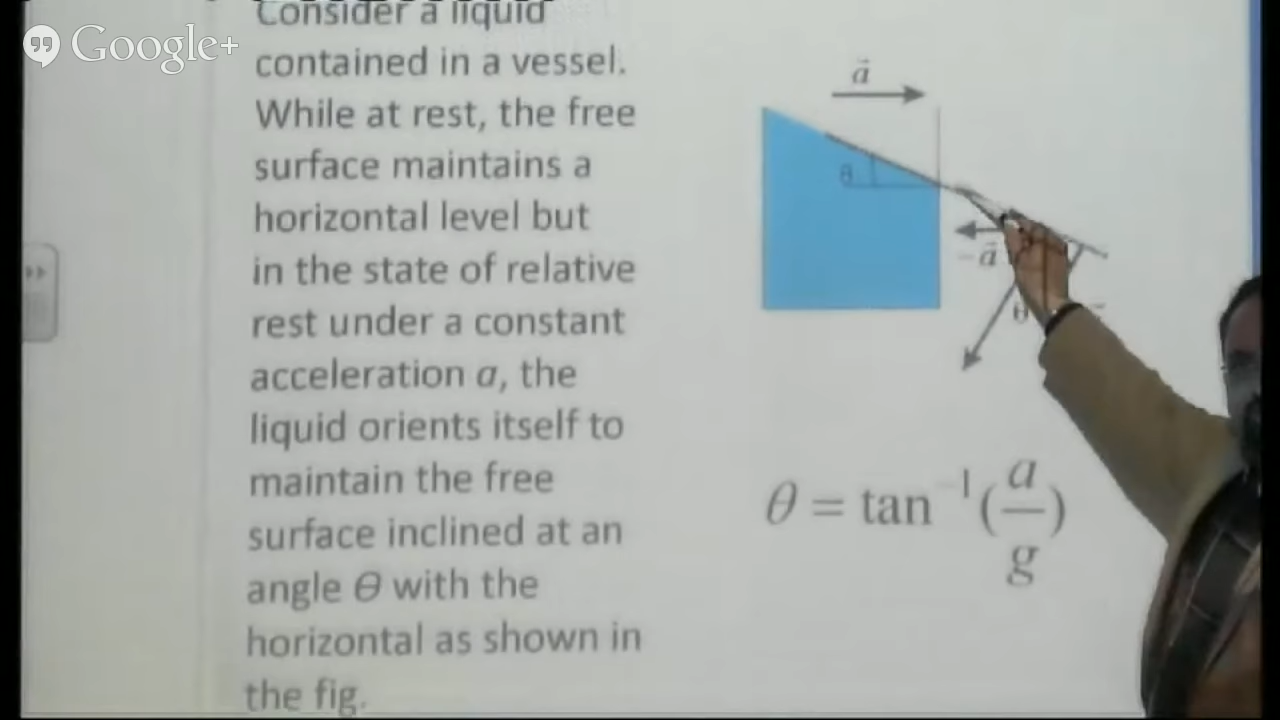 Google+
Consider a liquid
contained in a vessel.
While at rest, the free
surface maintains a
horizontal level but
in the state of relative
rest under a constant
acceleration a, the
liquid orients itself to
maintain the free
surface inclined at an
angle θ with the
horizontal as shown in
the fig.
a⃗
θ
-a⃗
θ
θ = tan⁻¹(a/g)